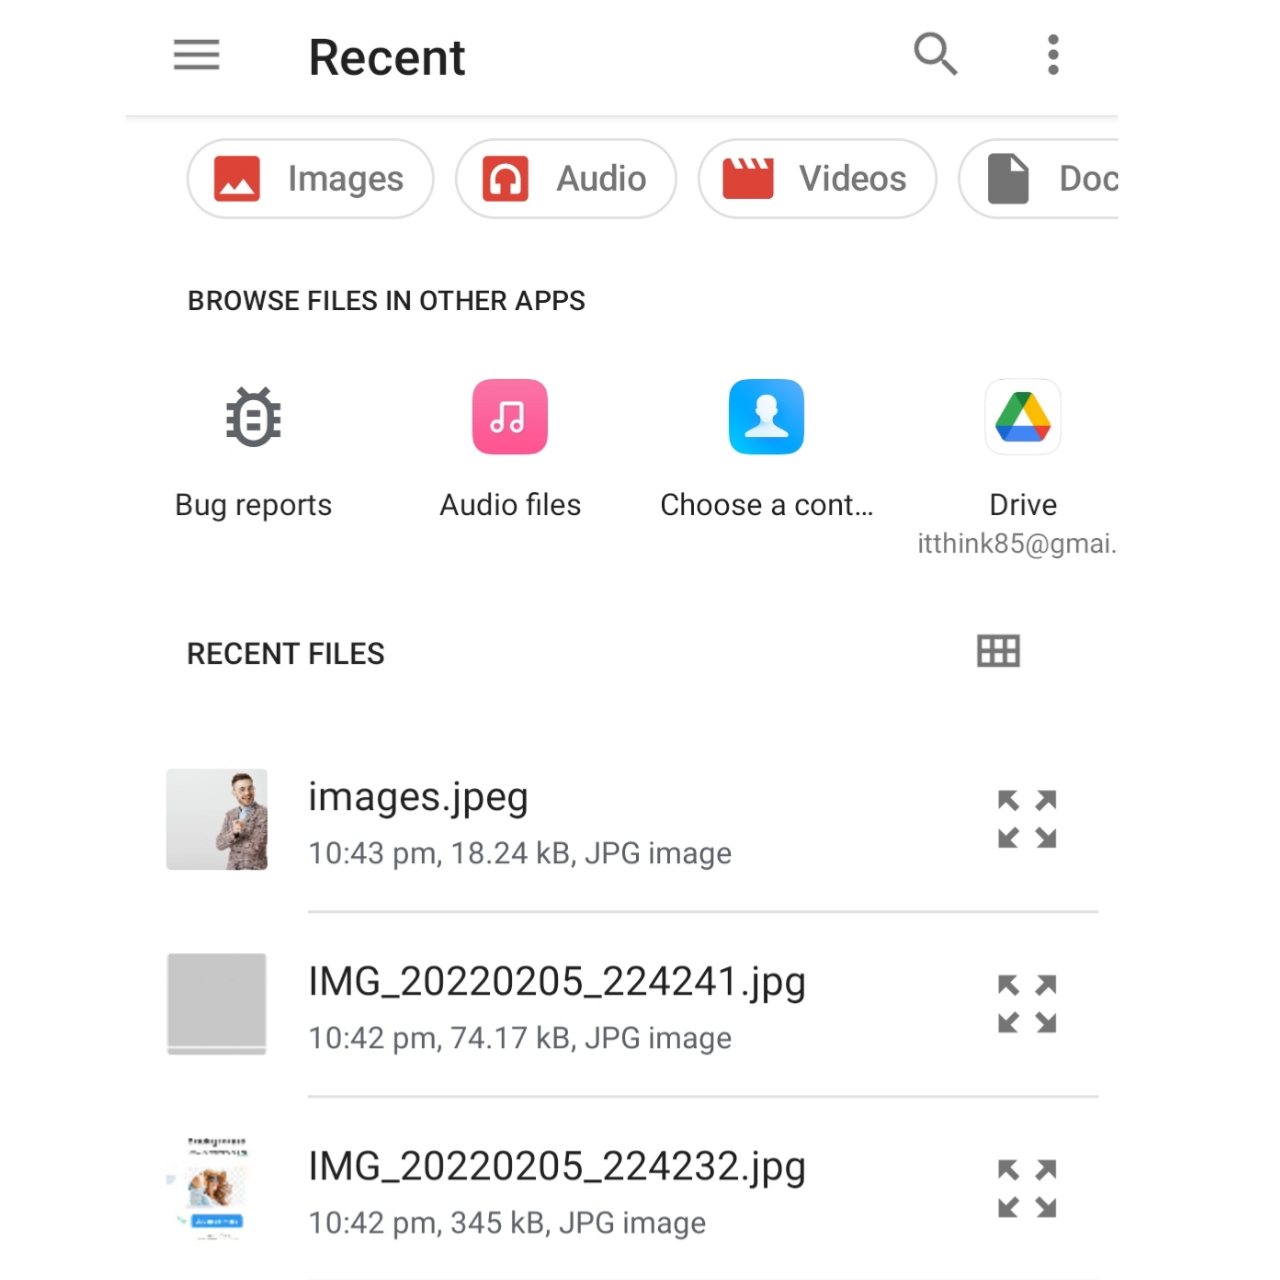 Recent
Images Audio Videos Doc
BROWSE FILES IN OTHER APPS
Bug reports Audio files Choose a cont... Drive
itthink85@gmai.
RECENT FILES
images.jpeg
10:43 pm, 18.24 kB, JPG image
IMG_20220205_224241.jpg
10:42 pm, 74.17 kB, JPG image
IMG_20220205_224232.jpg
10:42 pm, 345 kB, JPG image